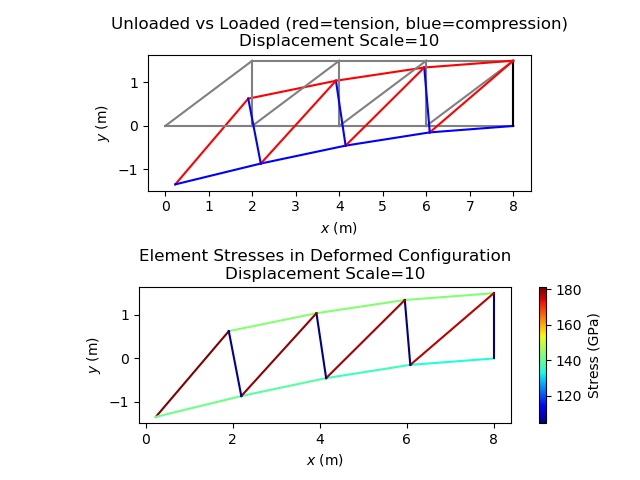 Unloaded vs Loaded (red=tension, blue=compression)
Displacement Scale=10
1
0
−1
y (m)
0 1 2 3 4 5 6 7 8
x (m)
Element Stresses in Deformed Configuration
Displacement Scale=10
1
0
−1
y (m)
0 2 4 6 8
x (m)
180
160
140
120
Stress (GPa)